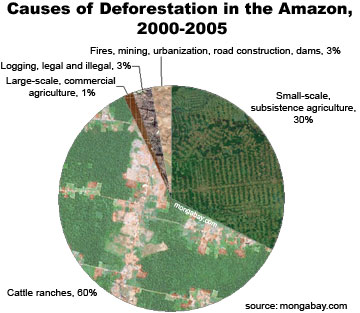 Causes of Deforestation in the Amazon,
2000-2005
Fires, mining, urbanization, road construction, dams, 3%
Logging, legal and illegal, 3%
Large-scale, commercial
agriculture, 1%
Small-scale,
subsistence agriculture,
30%
mongabay.com
Cattle ranches, 60%
source: mongabay.com